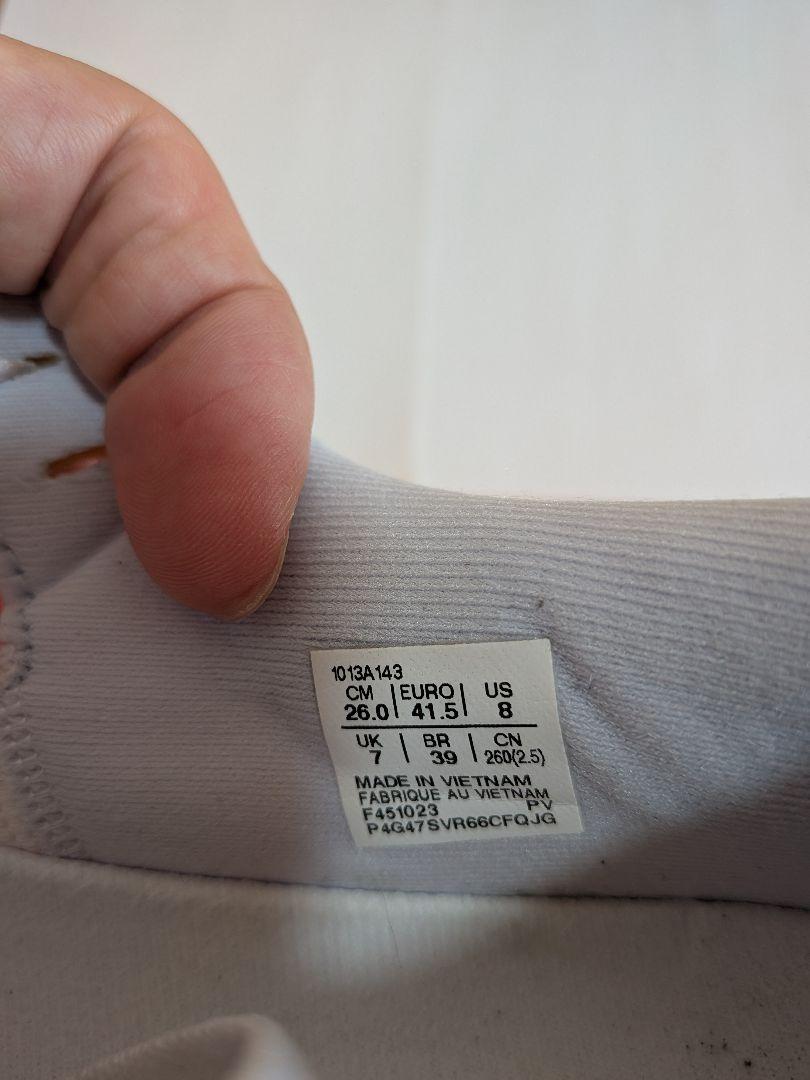 1013A143
CM | EURO | US
26.0 | 41.5 | 8
UK | BR | CN
7 | 39 | 260(2.5)
MADE IN VIETNAM
FABRIQUE AU VIETNAM
F451023 PV
P4G47SVR66CFQJG